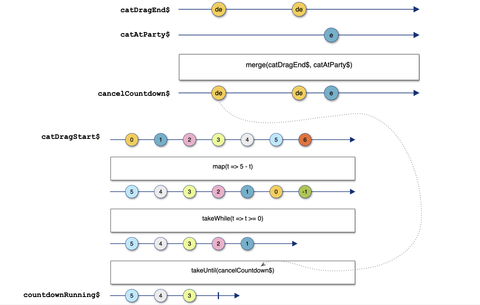 catDragEnd$ de de
catAtParty$ e
merge(catDragEnd$, catAtParty$)
cancelCountdown$ de de e
catDragStart$ 0 1 2 3 4 5 6
map(t => 5 - t)
5 4 3 2 1 0 -1
takeWhile(t => t >= 0)
5 4 3 2 1
takeUntil(cancelCountdown$)
countdownRunning$ 5 4 3